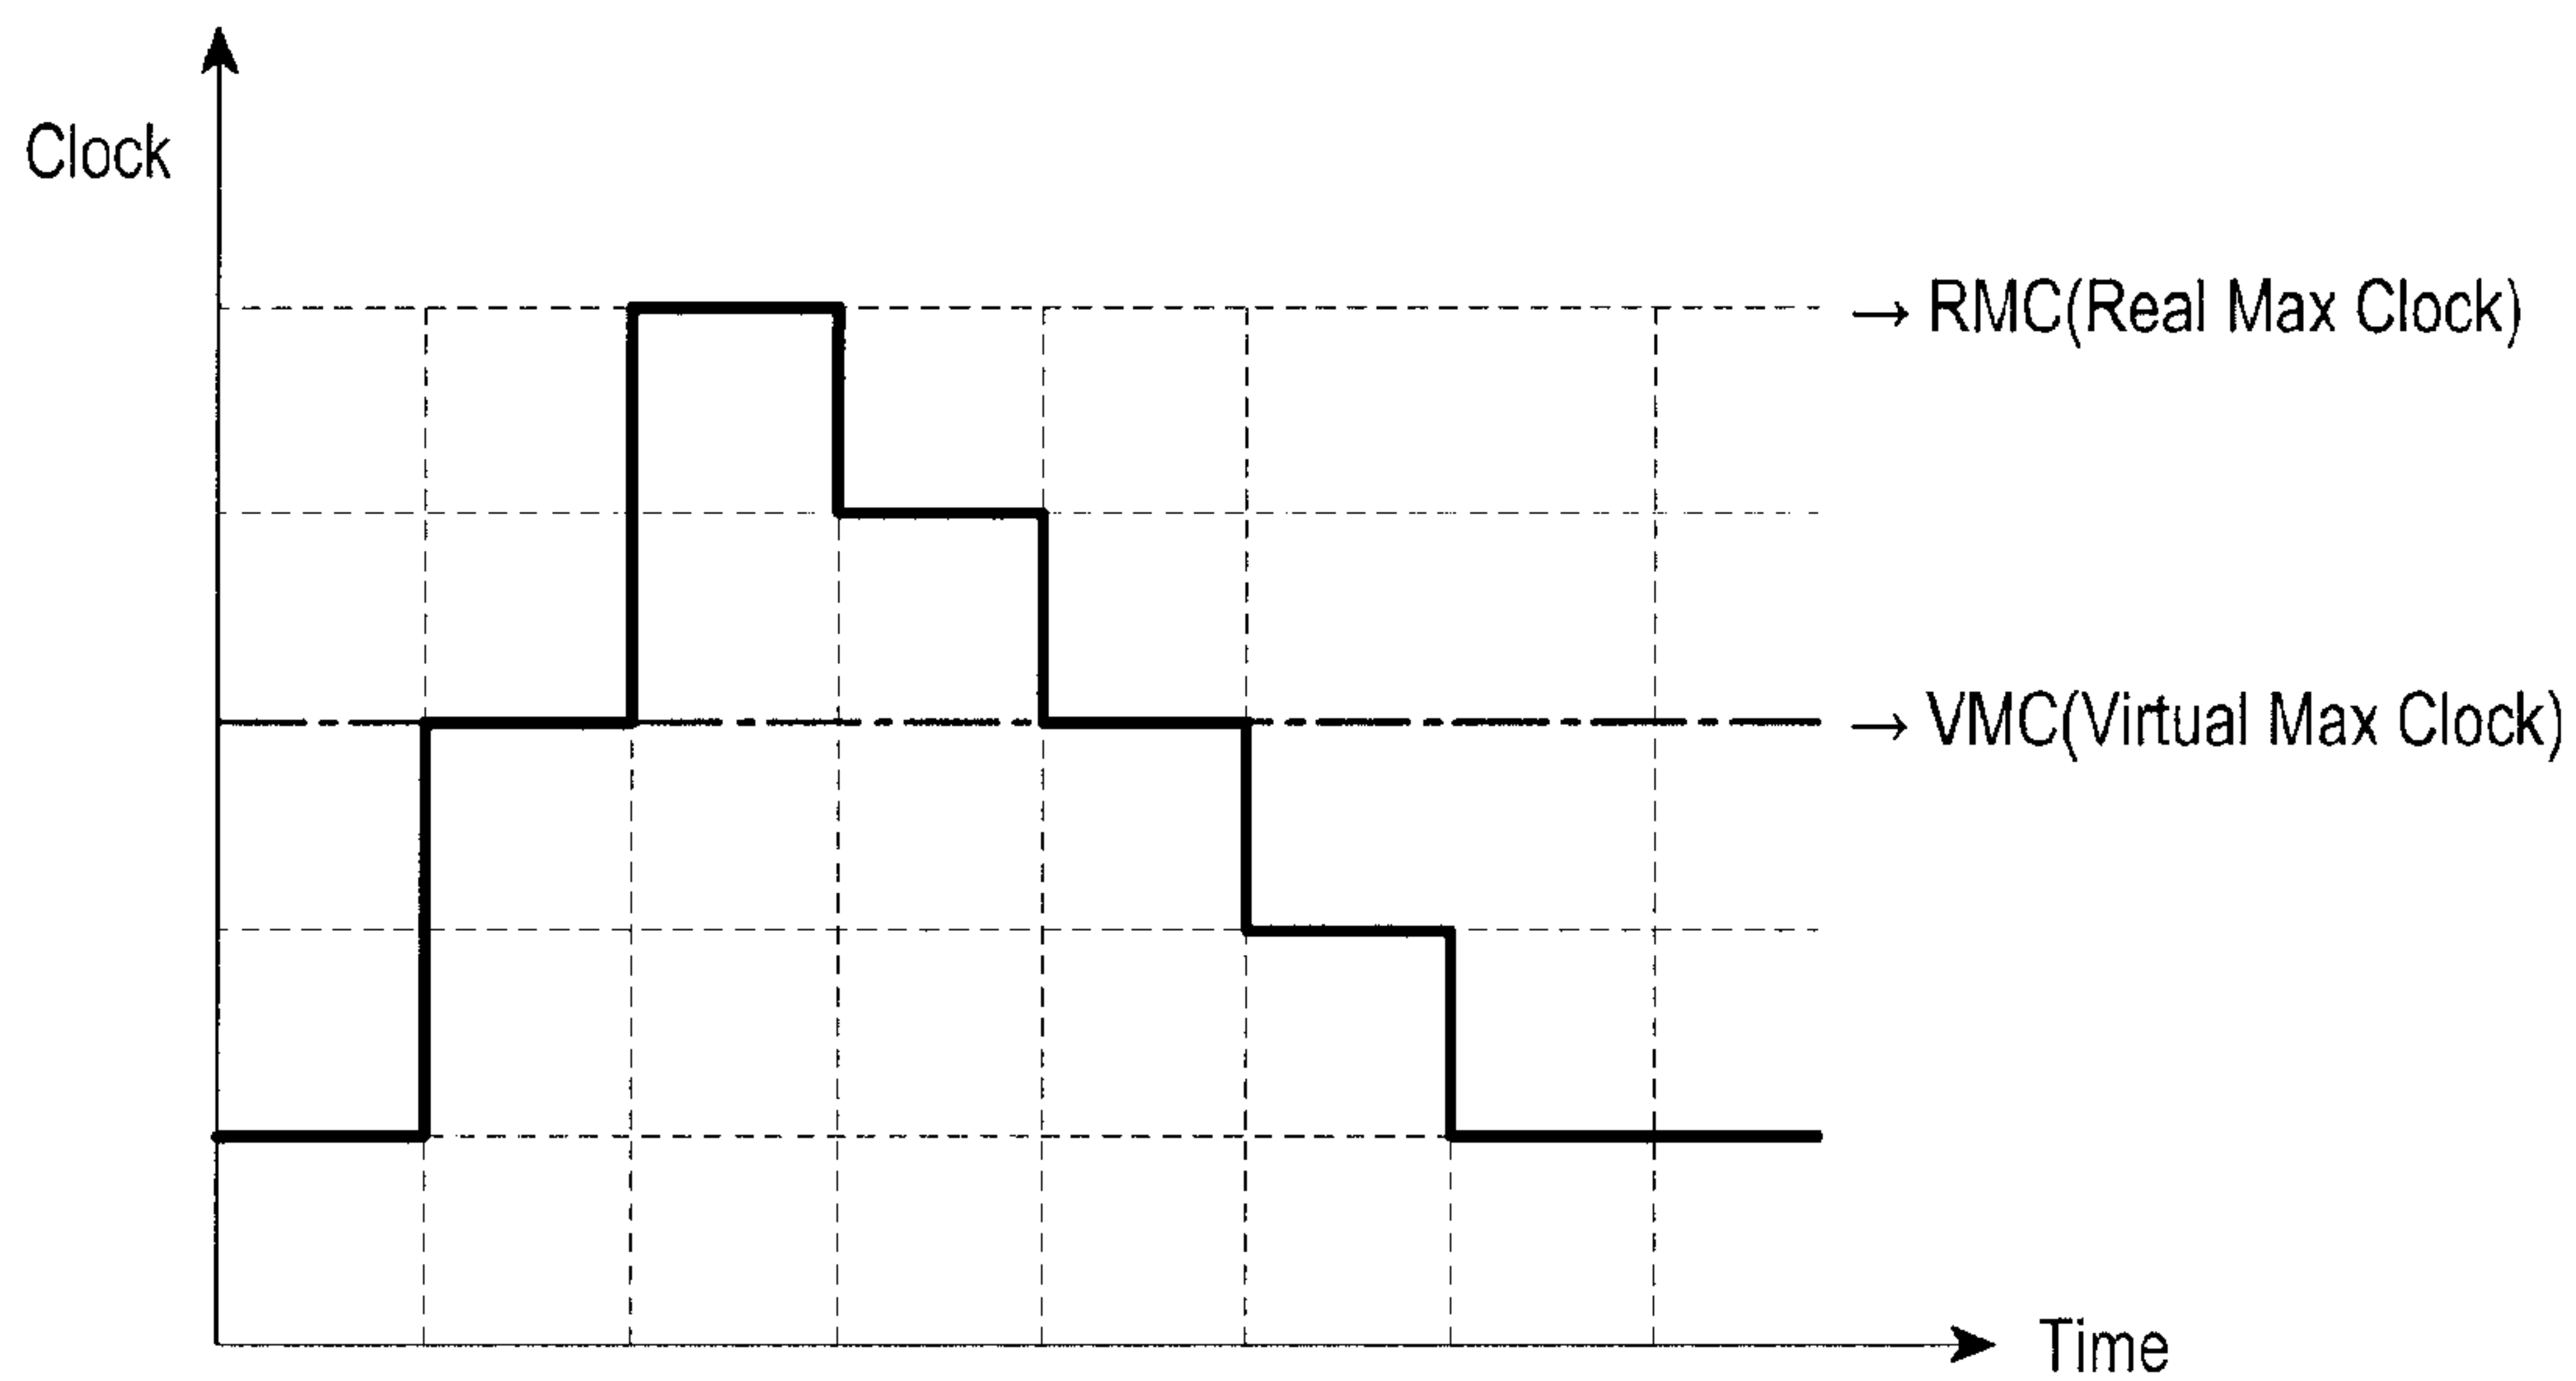 Clock
→ RMC(Real Max Clock)
→ VMC(Virtual Max Clock)
Time